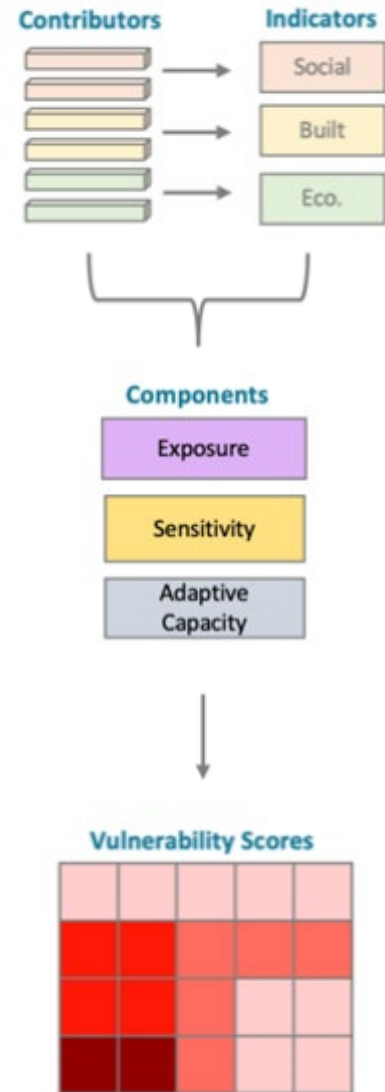 Contributors
Indicators
Social
Built
Eco.
Components
Exposure
Sensitivity
Adaptive
Capacity
Vulnerability Scores